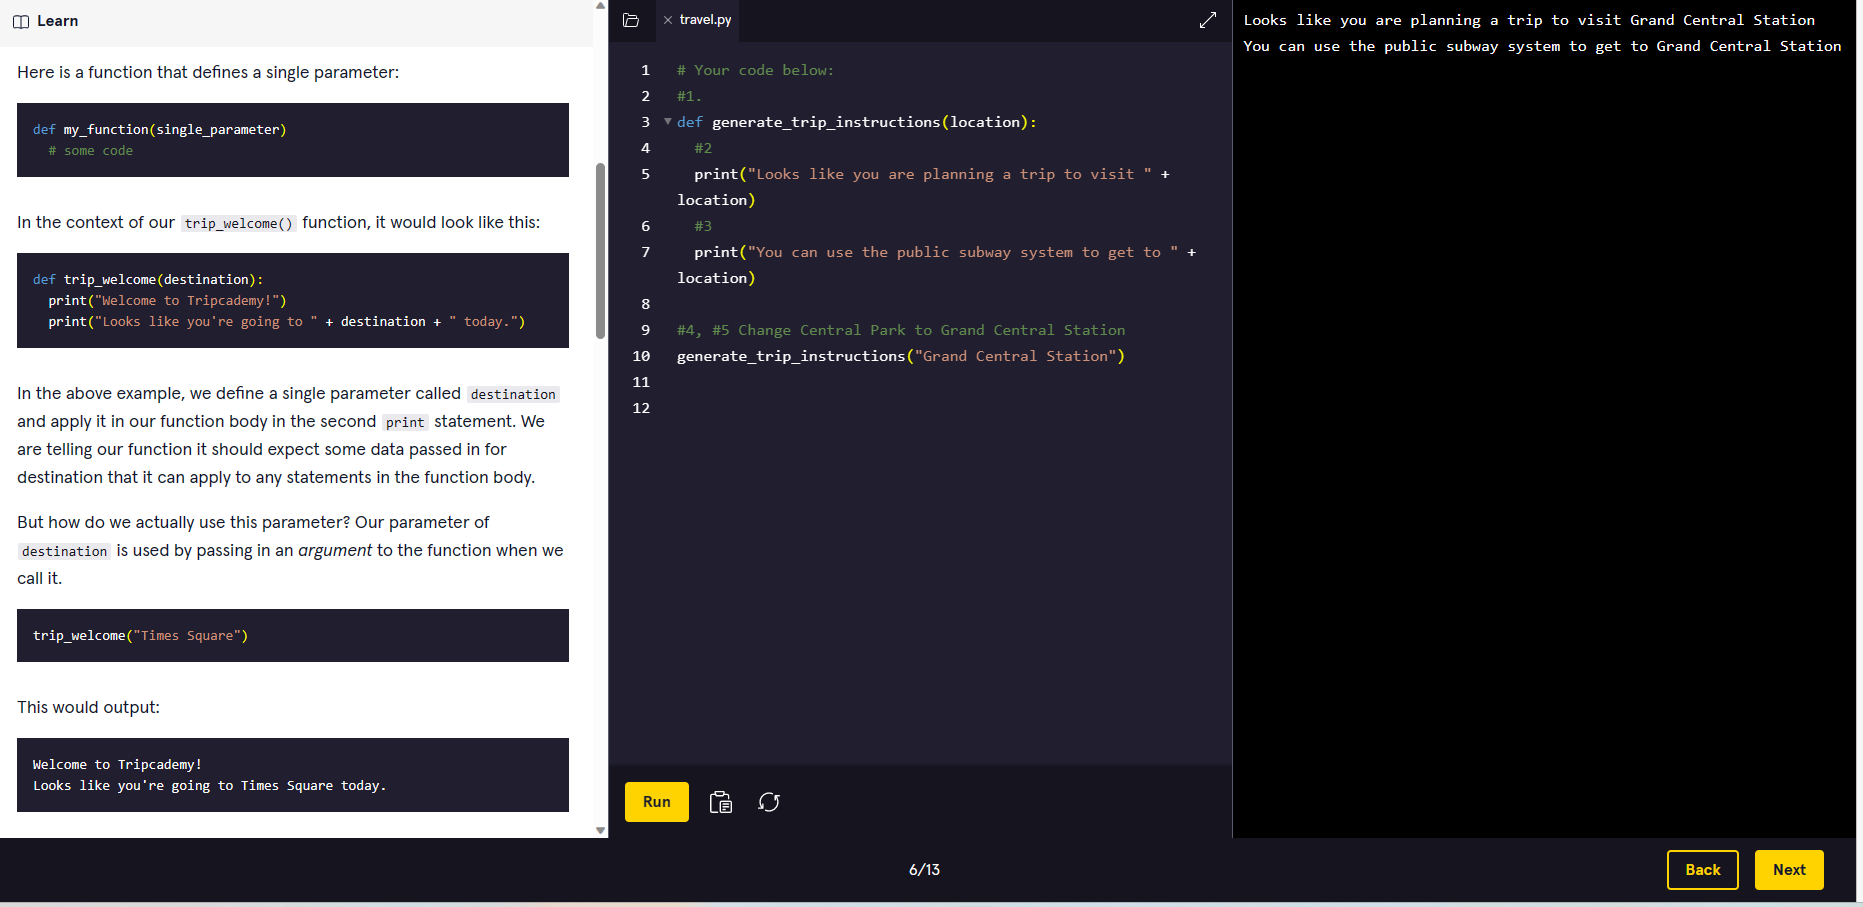 Learn
Here is a function that defines a single parameter:
def my_function(single_parameter)
# some code
In the context of our trip_welcome() function, it would look like this:
def trip_welcome(destination):
print("Welcome to Tripcademy!")
print("Looks like you're going to " + destination + " today.")
In the above example, we define a single parameter called destination
and apply it in our function body in the second print statement. We
are telling our function it should expect some data passed in for
destination that it can apply to any statements in the function body.
But how do we actually use this parameter? Our parameter of
destination is used by passing in an argument to the function when we
call it.
trip_welcome("Times Square")
This would output:
Welcome to Tripcademy!
Looks like you're going to Times Square today.
travel.py
1 # Your code below:
2 #1.
3 def generate_trip_instructions(location):
4 #2
5 print("Looks like you are planning a trip to visit " +
location)
6 #3
7 print("You can use the public subway system to get to " +
location)
8
9 #4, #5 Change Central Park to Grand Central Station
10 generate_trip_instructions("Grand Central Station")
11
12
Run
Looks like you are planning a trip to visit Grand Central Station
You can use the public subway system to get to Grand Central Station
6/13
Back
Next